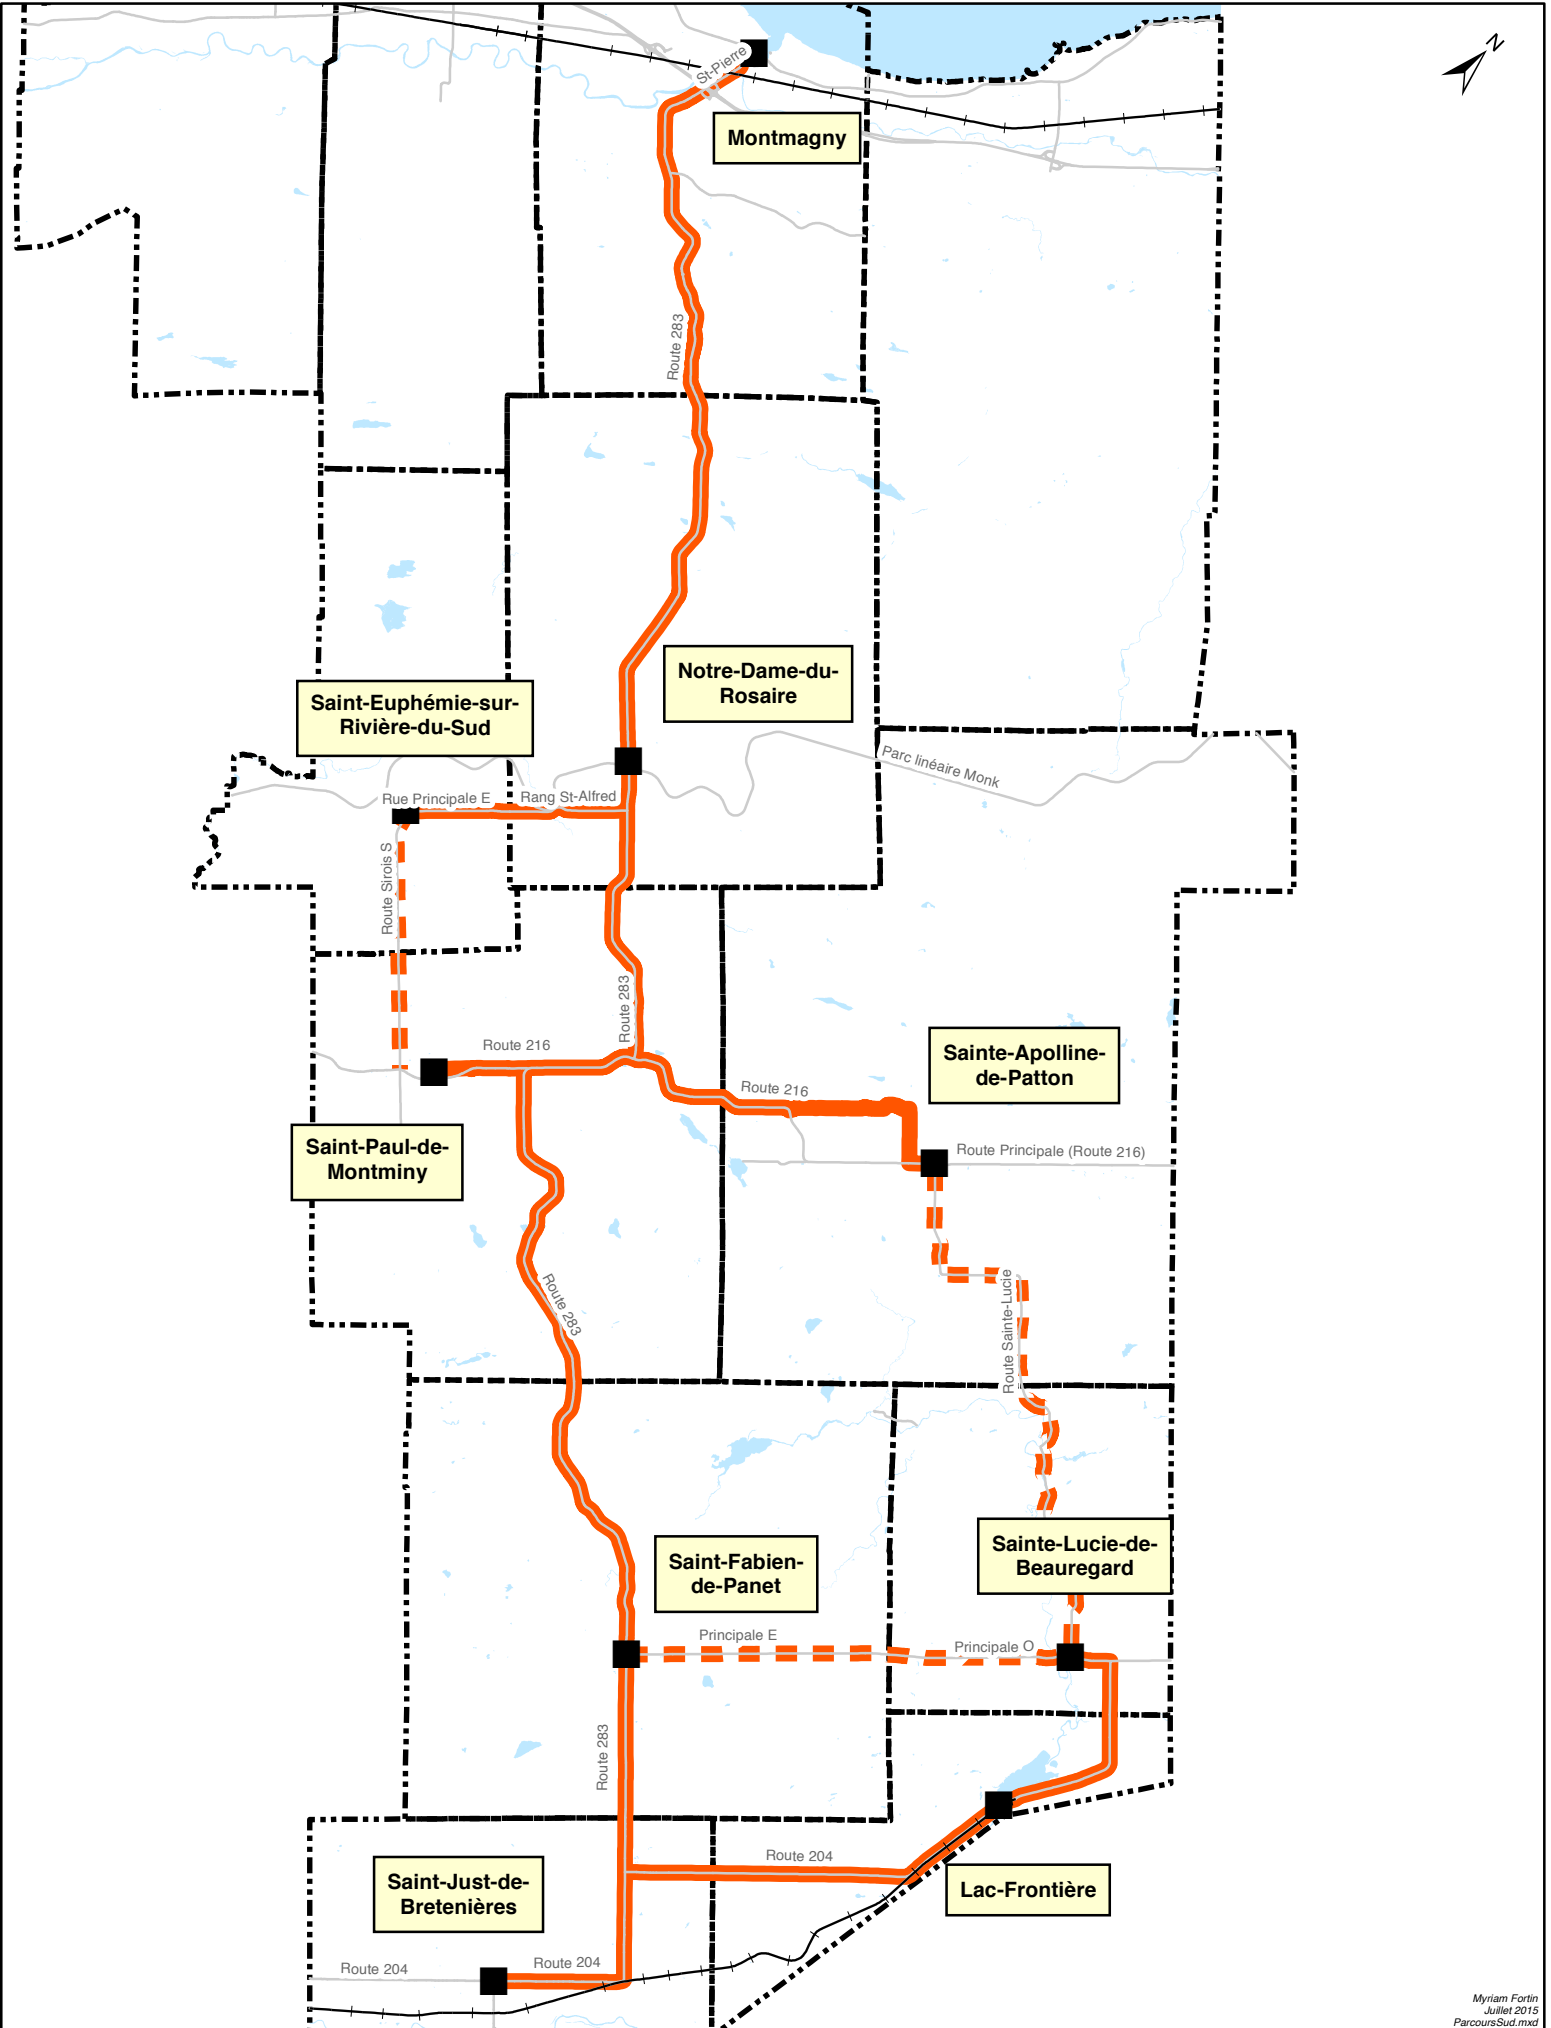 N
St-Pierre
Montmagny
Route 283
Notre-Dame-du-
Rosaire
Saint-Euphémie-sur-
Rivière-du-Sud
Parc linéaire Monk
Rue Principale E
Rang St-Alfred
Route Sirois S
Route 283
Route 216
Sainte-Apolline-
de-Patton
Route 216
Saint-Paul-de-
Montminy
Route Principale (Route 216)
Route 283
Route Sainte-Lucie
Saint-Fabien-
de-Panet
Sainte-Lucie-de-
Beauregard
Principale E
Principale O
Route 283
Route 204
Saint-Just-de-
Bretenières
Lac-Frontière
Route 204
Route 204
Myriam Fortin
Juillet 2015
ParcoursSud.mxd